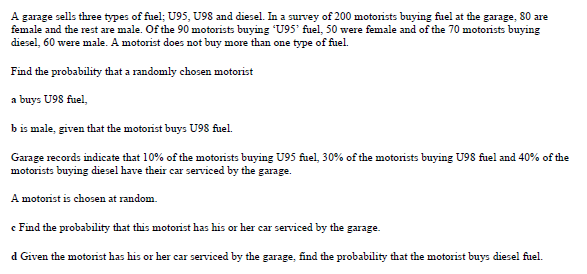 A garage sells three types of fuel; U95, U98 and diesel. In a survey of 200 motorists buying fuel at the garage, 80 are
female and the rest are male. Of the 90 motorists buying ‘U95’ fuel, 50 were female and of the 70 motorists buying
diesel, 60 were male. A motorist does not buy more than one type of fuel.
Find the probability that a randomly chosen motorist
a buys U98 fuel,
b is male, given that the motorist buys U98 fuel.
Garage records indicate that 10% of the motorists buying U95 fuel, 30% of the motorists buying U98 fuel and 40% of the
motorists buying diesel have their car serviced by the garage.
A motorist is chosen at random.
c Find the probability that this motorist has his or her car serviced by the garage.
d Given the motorist has his or her car serviced by the garage, find the probability that the motorist buys diesel fuel.